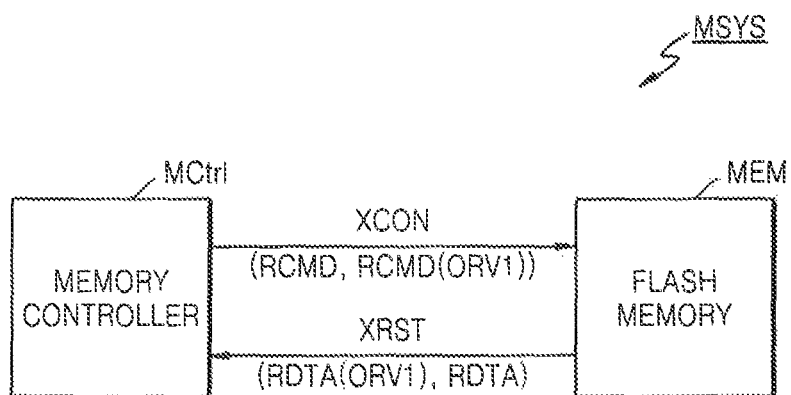 MSYS
MCtrl
MEM
XCON
(RCMD, RCMD(ORV1))
MEMORY
CONTROLLER
FLASH
MEMORY
XRST
(RDTA(ORV1), RDTA)